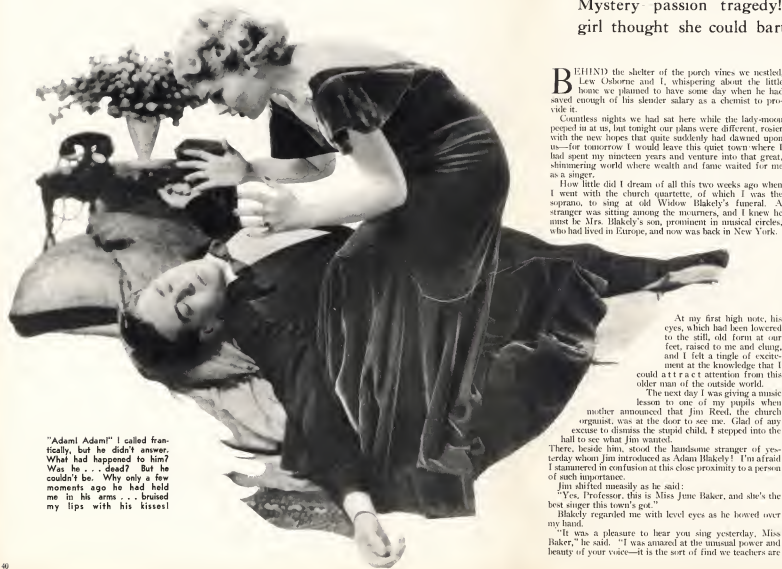 Mystery passion tragedy!
girl thought she could bar
BEHIND the shelter of the porch vines we nestled,
Lew Osborne and I, whispering about the little
home we planned to have some day when he had
saved enough of his slender salary as a chemist to pro-
vide it.
Countless nights we had sat here while the lady-moon
peeped in at us, but tonight our plans were different, rosier
with the new hopes that quite suddenly had dawned upon
us—for tomorrow I would leave this quiet town where I
had spent my nineteen years and venture into that great,
shimmering world where wealth and fame waited for me
as a singer.
How little did I dream of all this two weeks ago when
I went with the church quartette, of which I was the
soprano, to sing at old Widow Blakely's funeral. A
stranger was sitting among the mourners, and I knew he
must be Mrs. Blakely's son, prominent in musical circles,
who had lived in Europe, and now was back in New York.
At my first high note, his
eyes, which had been lowered
to the still, old form at our
feet, raised to me and clung,
and I felt a tingle of excite-
ment at the knowledge that I
could attract attention from this
older man of the outside world.
The next day I was giving a music
lesson to one of my pupils when
mother announced that Jim Reed, the church
organist, was at the door to see me. Glad of any
excuse to dismiss the stupid child, I stepped into the
hall to see what Jim wanted.
There, beside him, stood the handsome stranger of yes-
terday whom Jim introduced as Adam Blakely! I'm afraid
I stammered in confusion at this close proximity to a person
of such importance.
Jim shifted uneasily as he said:
"Yes, Professor, this is Miss June Baker, and she's the
best singer this town's got."
Blakely regarded me with level eyes as he bowed over
my hand.
"It was a pleasure to hear you sing yesterday, Miss
Baker," he said. "I was amazed at the unusual power and
beauty of your voice—it is the sort of find we teachers are
"Adam! Adam!" I called fran-
tically, but he didn't answer.
What had happened to him?
Was he . . . dead? But he
couldn't be. Why only a few
moments ago he had held
me in his arms . . . bruised
my lips with his kisses!
40